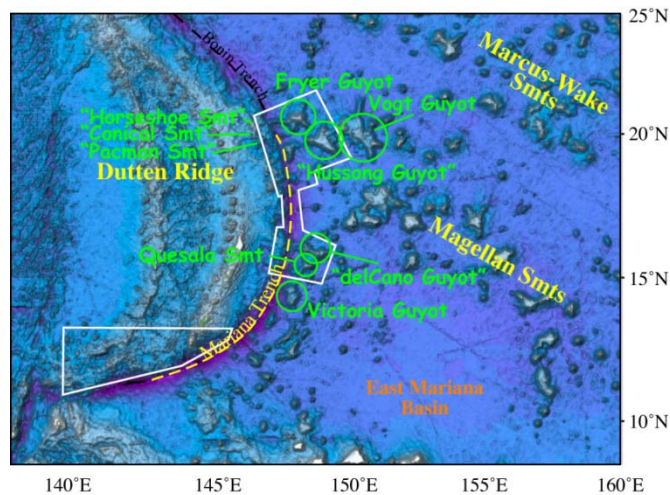 25°N
Bonin Trench
Marcus-Wake
Smts
Fryer Guyot
Vogt Guyot
"Horseshoe Smt"
"Conical Smt"
"Pacman Smt"
20°N
Dutten Ridge
"Hussong Guyot"
Magellan Smts
Quesala Smt
"delCano Guyot"
15°N
Mariana Trench
Victoria Guyot
East Mariana
Basin
10°N
140°E 145°E 150°E 155°E 160°E